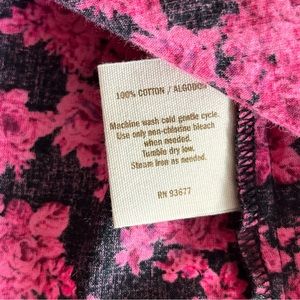 100% COTTON / ALGODON
Machine wash cold gentle cycle.
Use only non-chlorine bleach
when needed.
Tumble dry low.
Steam iron as needed.
RN 93677